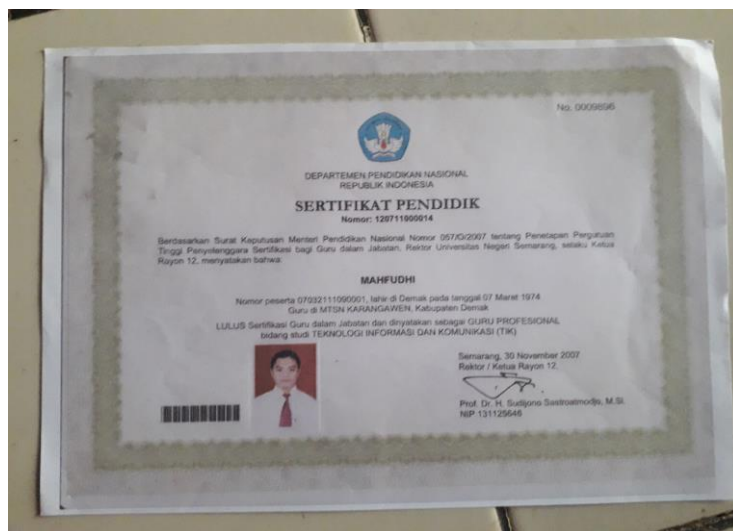 No. 0009896
DEPARTEMEN PENDIDIKAN NASIONAL
REPUBLIK INDONESIA
SERTIFIKAT PENDIDIK
Nomor: 120711000014
Berdasarkan Surat Keputusan Menteri Pendidikan Nasional Nomor 057/O/2007 tentang Penetapan Perguruan
Tinggi Penyelenggara Sertifikasi bagi Guru dalam Jabatan, Rektor Universitas Negeri Semarang, selaku Ketua
Rayon 12, menyatakan bahwa:
MAHFUDHI
Nomor peserta 07032111090001, lahir di Demak pada tanggal 07 Maret 1974
Guru di MTSN KARANGAWEN, Kabupaten Demak
LULUS Sertifikasi Guru dalam Jabatan dan dinyatakan sebagai GURU PROFESIONAL
bidang studi TEKNOLOGI INFORMASI DAN KOMUNIKASI (TIK)
Semarang, 30 November 2007
Rektor / Ketua Rayon 12,
Prof. Dr. H. Sudijono Sastroatmodjo, M.Si.
NIP 131125646